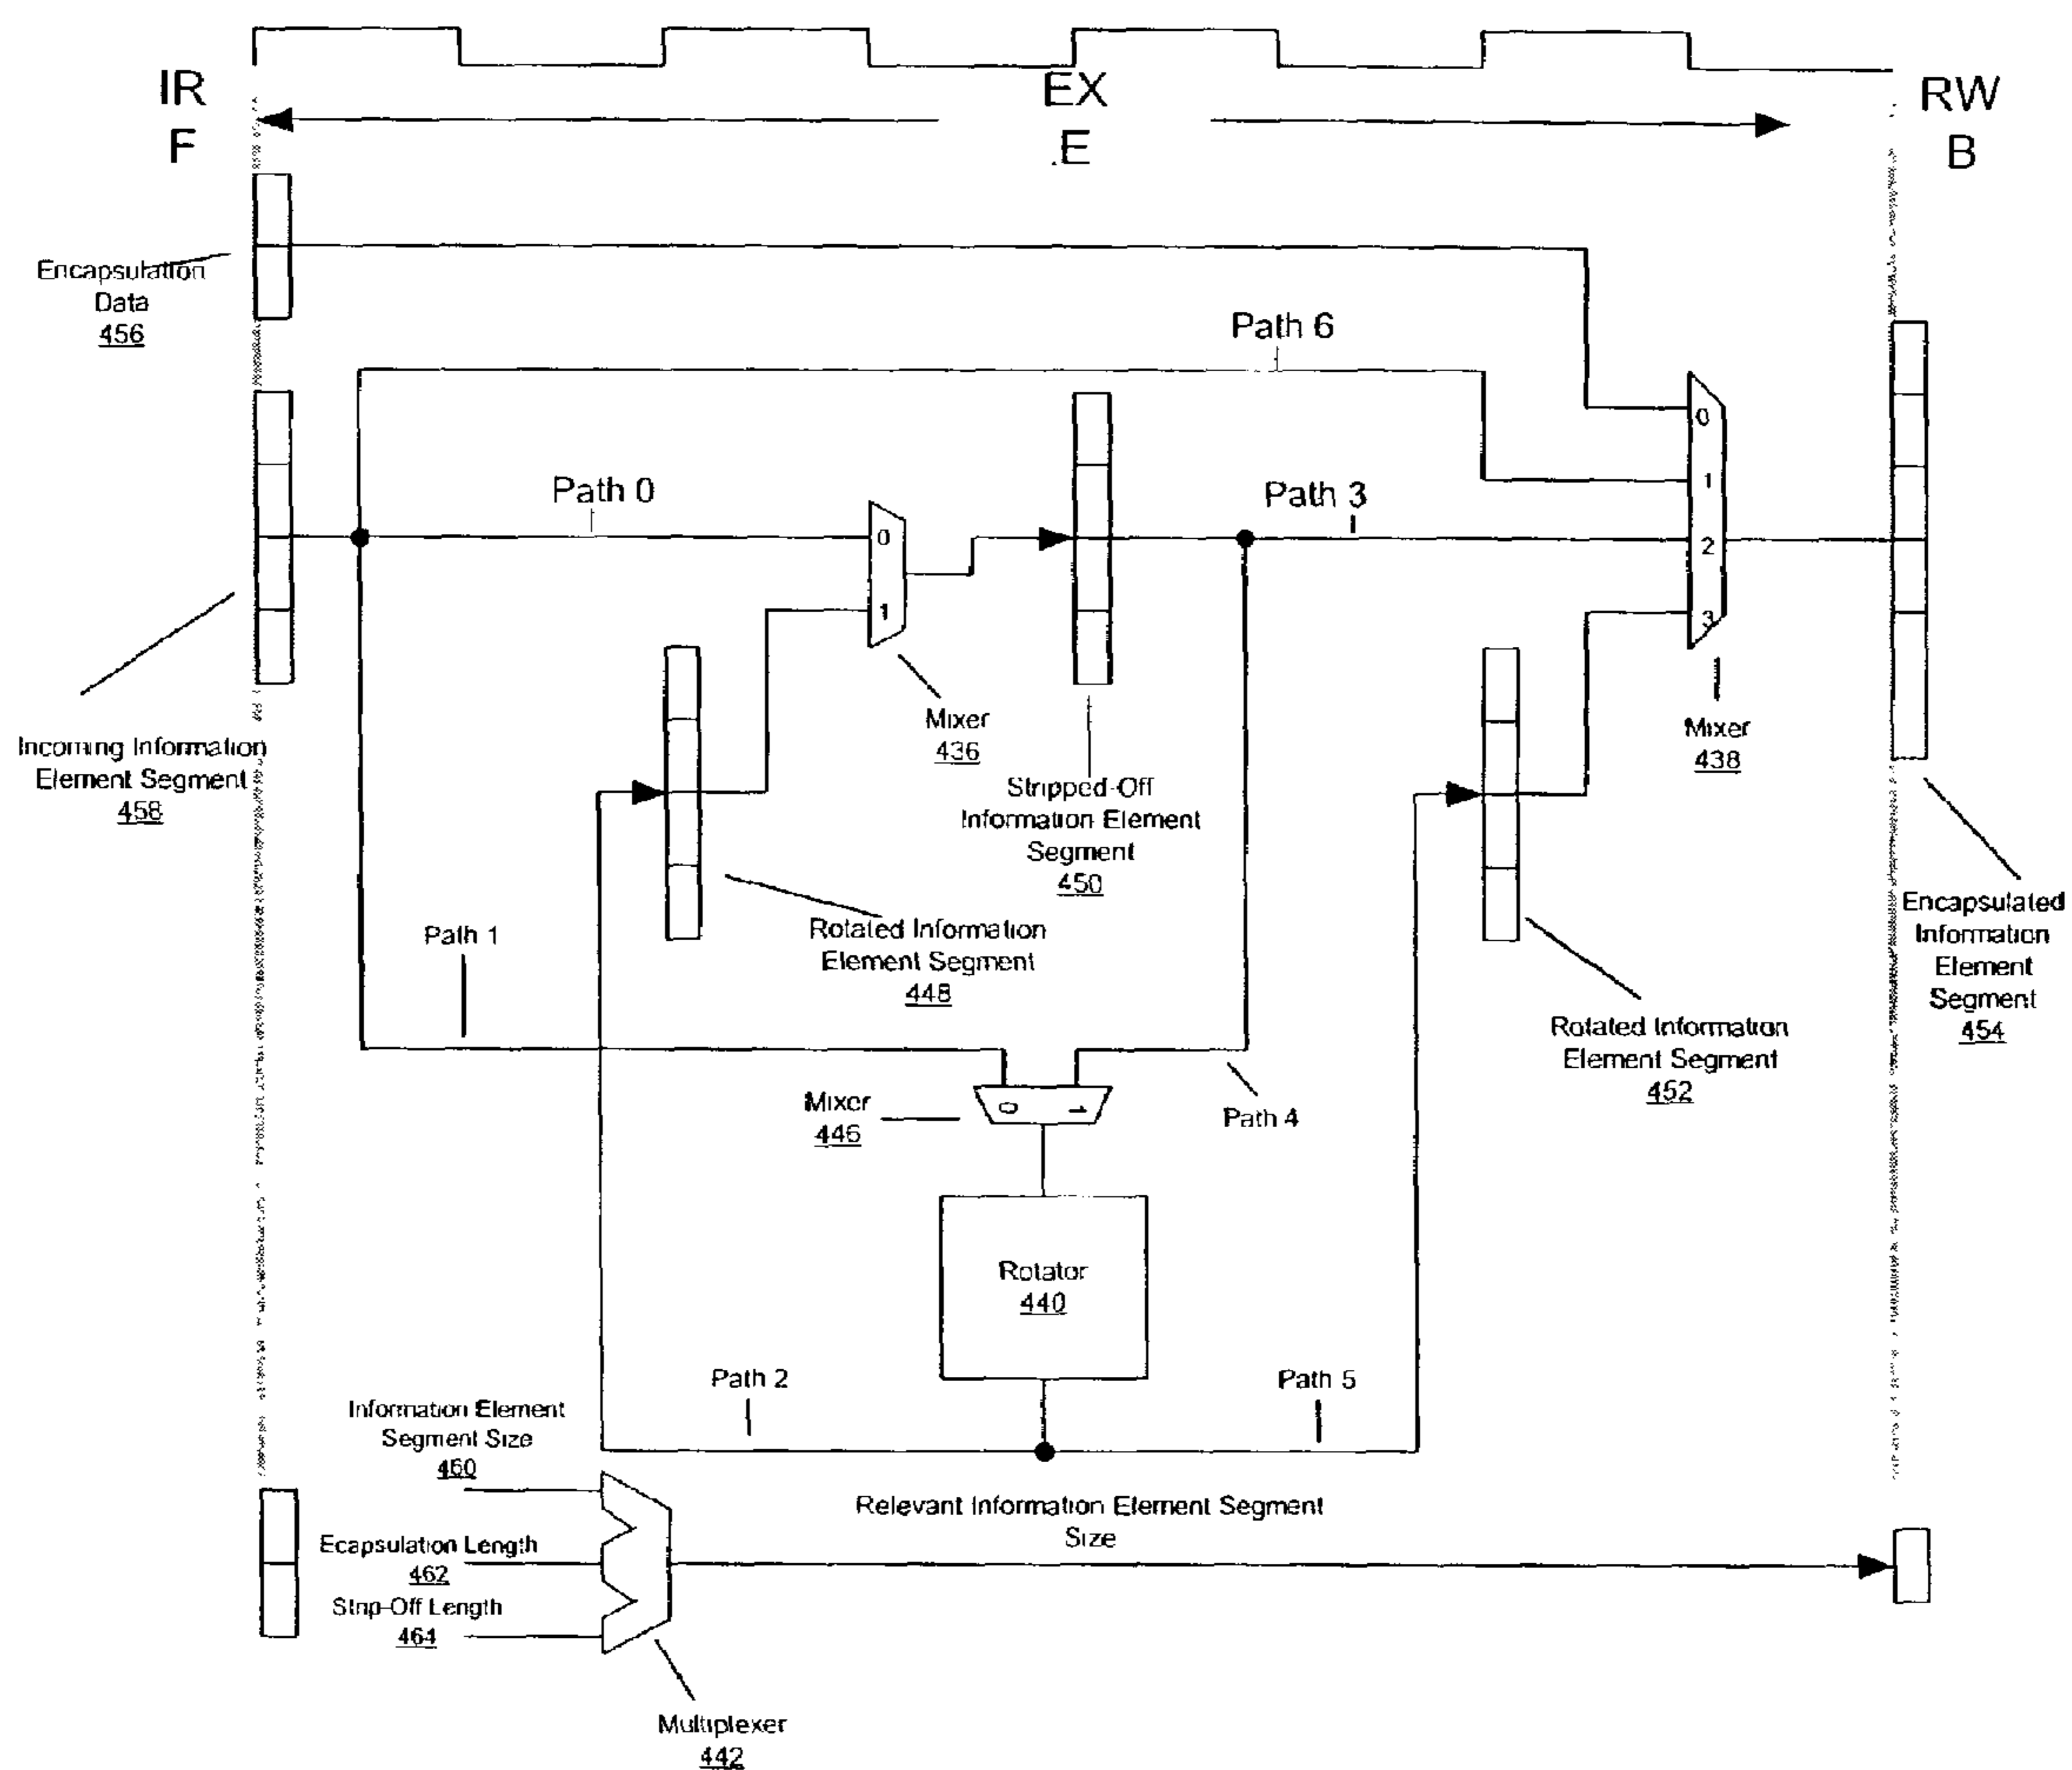 IR
F
EX
.E
RW
B
Encapsulation
Data
456
Path 6
0
1
2
3
Path 0
0
1
Path 3
Mixer
436
Mixer
438
Incoming Information
Element Segment
458
Stripped-Off
Information Element
Segment
450
Rotated Information
Element Segment
448
Encapsulated
Information
Element
Segment
454
Path 1
Rotated Information
Element Segment
452
Mixer
446
0
1
Path 4
Rotator
440
Path 2
Path 5
Information Element
Segment Size
460
Relevant Information Element Segment
Size
Ecapsulation Length
462
Strip-Off Length
464
Multiplexer
442